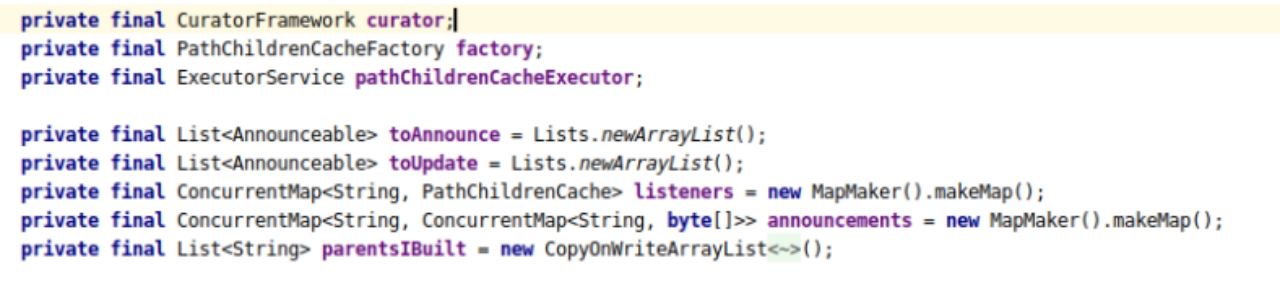 private final CuratorFramework curator;
private final PathChildrenCacheFactory factory;
private final ExecutorService pathChildrenCacheExecutor;
private final List<Announceable> toAnnounce = Lists.newArrayList();
private final List<Announceable> toUpdate = Lists.newArrayList();
private final ConcurrentMap<String, PathChildrenCache> listeners = new MapMaker().makeMap();
private final ConcurrentMap<String, ConcurrentMap<String, byte[]>> announcements = new MapMaker().makeMap();
private final List<String> parentsIBuilt = new CopyOnWriteArrayList<~>();